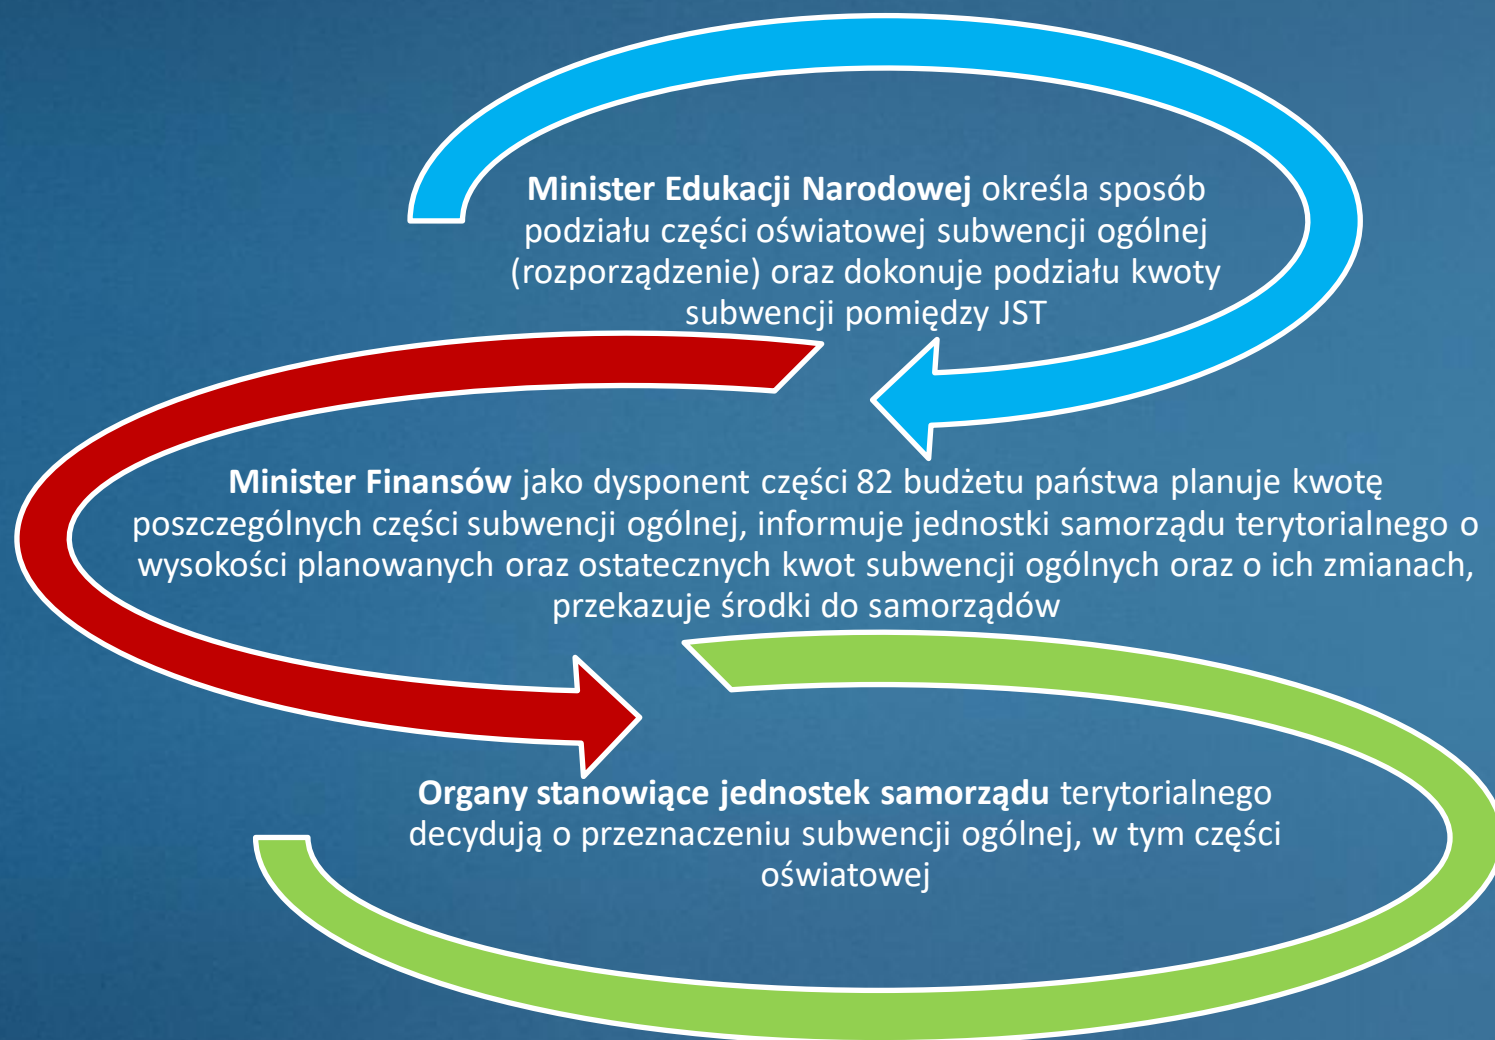 Minister Edukacji Narodowej określa sposób
podziału części oświatowej subwencji ogólnej
(rozporządzenie) oraz dokonuje podziału kwoty
subwencji pomiędzy JST
Minister Finansów jako dysponent części 82 budżetu państwa planuje kwotę
poszczególnych części subwencji ogólnej, informuje jednostki samorządu terytorialnego o
wysokości planowanych oraz ostatecznych kwot subwencji ogólnych oraz o ich zmianach,
przekazuje środki do samorządów
Organy stanowiące jednostek samorządu terytorialnego
decydują o przeznaczeniu subwencji ogólnej, w tym części
oświatowej